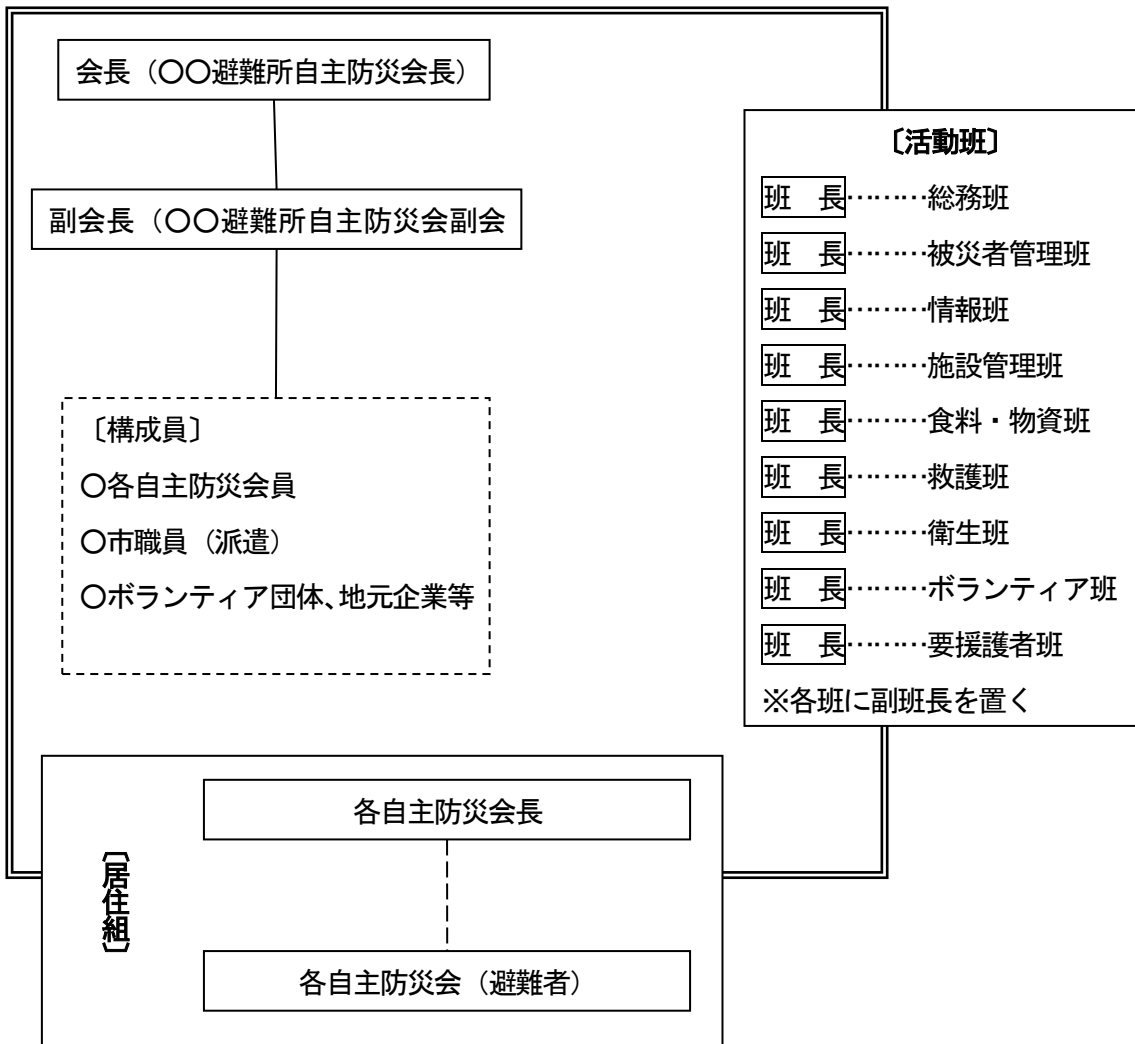 会長（〇〇避難所自主防災会長）
副会長（〇〇避難所自主防災会副会
〔構成員〕
〇各自主防災会員
〇市職員（派遣）
〇ボランティア団体、地元企業等
〔活動班〕
班　長………総務班
班　長………被災者管理班
班　長………情報班
班　長………施設管理班
班　長………食料・物資班
班　長………救護班
班　長………衛生班
班　長………ボランティア班
班　長………要援護者班
※各班に副班長を置く
〔居住組〕
各自主防災会長
各自主防災会（避難者）